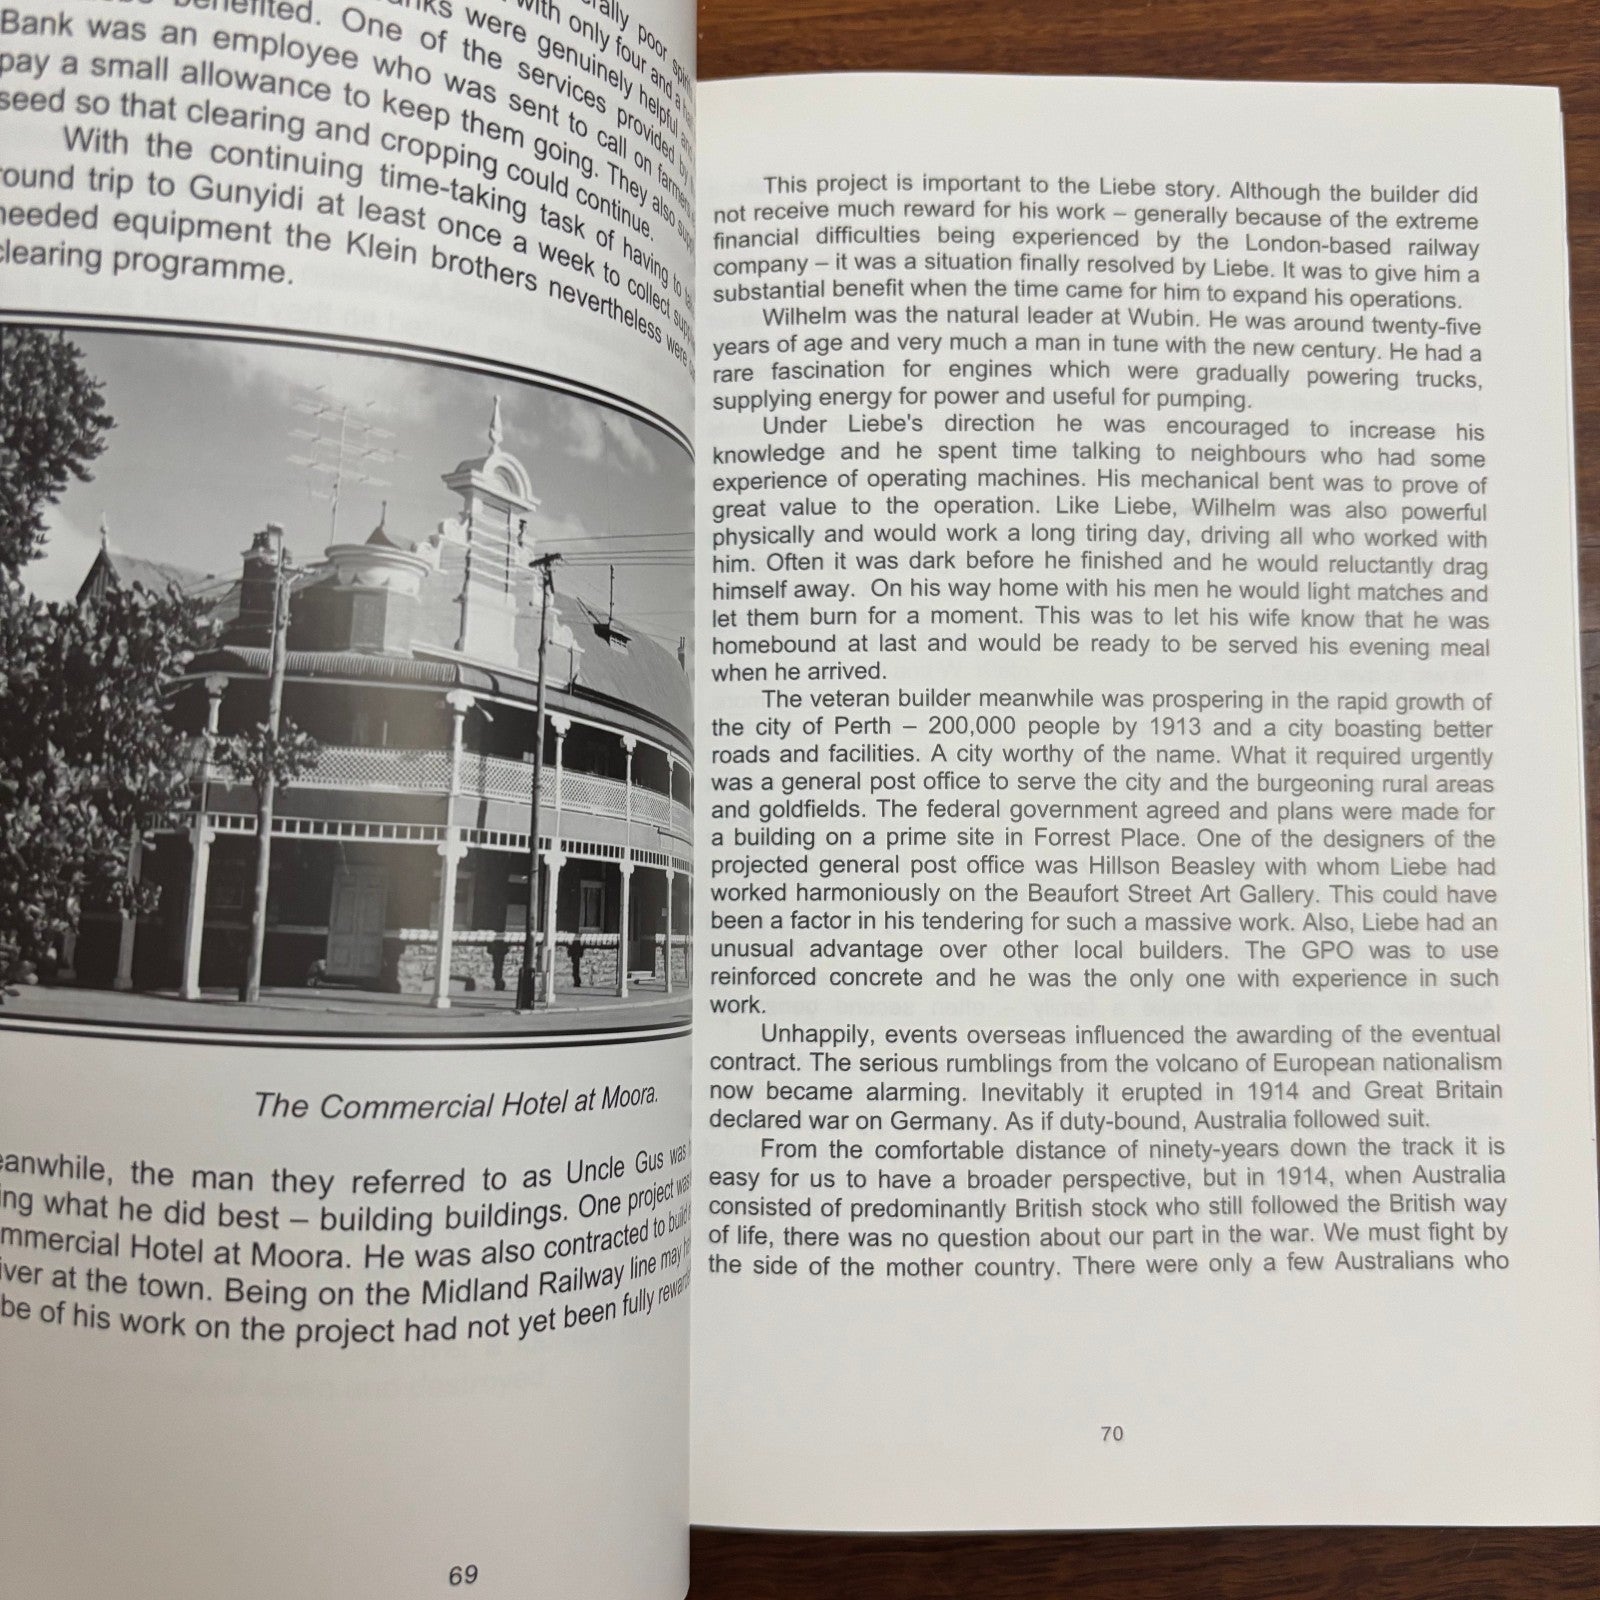 rally poor
with only four and a
benefited. One of the services provided by
were genuinely helpful and
Bank was an employee who was sent to call on farmers
pay a small allowance to keep them going. They also
seed so that clearing and cropping could continue.
With the continuing time-taking task of having to
round trip to Gunyidi at least once a week to collect
needed equipment the Klein brothers nevertheless were
clearing programme.
The Commercial Hotel at Moora.
eanwhile, the man they referred to as Uncle Gus was
ing what he did best – building buildings. One project was
mmercial Hotel at Moora. He was also contracted to build
iver at the town. Being on the Midland Railway line may
be of his work on the project had not yet been fully
69
This project is important to the Liebe story. Although the builder did
not receive much reward for his work – generally because of the extreme
financial difficulties being experienced by the London-based railway
company – it was a situation finally resolved by Liebe. It was to give him a
substantial benefit when the time came for him to expand his operations.
Wilhelm was the natural leader at Wubin. He was around twenty-five
years of age and very much a man in tune with the new century. He had a
rare fascination for engines which were gradually powering trucks,
supplying energy for power and useful for pumping.
Under Liebe's direction he was encouraged to increase his
knowledge and he spent time talking to neighbours who had some
experience of operating machines. His mechanical bent was to prove of
great value to the operation. Like Liebe, Wilhelm was also powerful
physically and would work a long tiring day, driving all who worked with
him. Often it was dark before he finished and he would reluctantly drag
himself away. On his way home with his men he would light matches and
let them burn for a moment. This was to let his wife know that he was
homebound at last and would be ready to be served his evening meal
when he arrived.
The veteran builder meanwhile was prospering in the rapid growth of
the city of Perth – 200,000 people by 1913 and a city boasting better
roads and facilities. A city worthy of the name. What it required urgently
was a general post office to serve the city and the burgeoning rural areas
and goldfields. The federal government agreed and plans were made for
a building on a prime site in Forrest Place. One of the designers of the
projected general post office was Hillson Beasley with whom Liebe had
worked harmoniously on the Beaufort Street Art Gallery. This could have
been a factor in his tendering for such a massive work. Also, Liebe had an
unusual advantage over other local builders. The GPO was to use
reinforced concrete and he was the only one with experience in such
work.
Unhappily, events overseas influenced the awarding of the eventual
contract. The serious rumblings from the volcano of European nationalism
now became alarming. Inevitably it erupted in 1914 and Great Britain
declared war on Germany. As if duty-bound, Australia followed suit.
From the comfortable distance of ninety-years down the track it is
easy for us to have a broader perspective, but in 1914, when Australia
consisted of predominantly British stock who still followed the British way
of life, there was no question about our part in the war. We must fight by
the side of the mother country. There were only a few Australians who
70